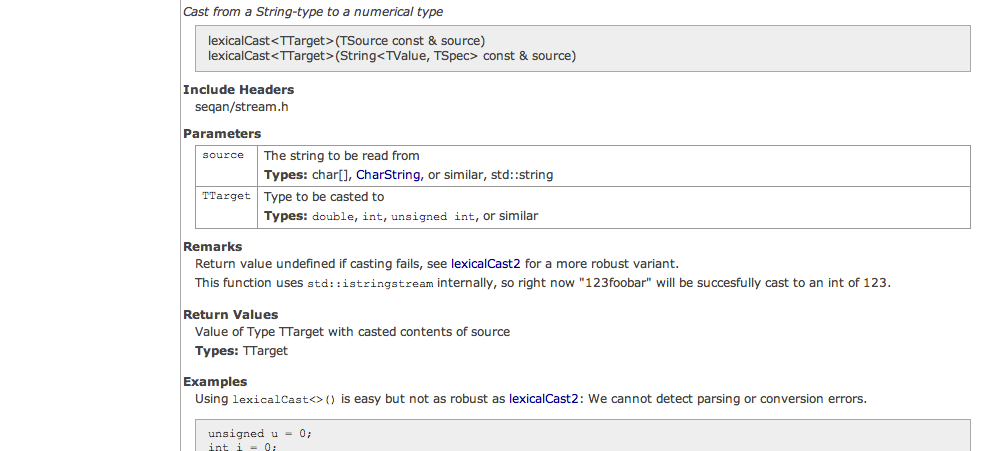 Cast from a String-type to a numerical type
lexicalCast<TTarget>(TSource const & source)
lexicalCast<TTarget>(String<TValue, TSpec> const & source)
Include Headers
seqan/stream.h
Parameters
source The string to be read from
Types: char[], CharString, or similar, std::string
TTarget Type to be casted to
Types: double, int, unsigned int, or similar
Remarks
Return value undefined if casting fails, see lexicalCast2 for a more robust variant.
This function uses std::istringstream internally, so right now "123foobar" will be succesfully cast to an int of 123.
Return Values
Value of Type TTarget with casted contents of source
Types: TTarget
Examples
Using lexicalCast<>() is easy but not as robust as lexicalCast2: We cannot detect parsing or conversion errors.
unsigned u = 0;
int i = 0;